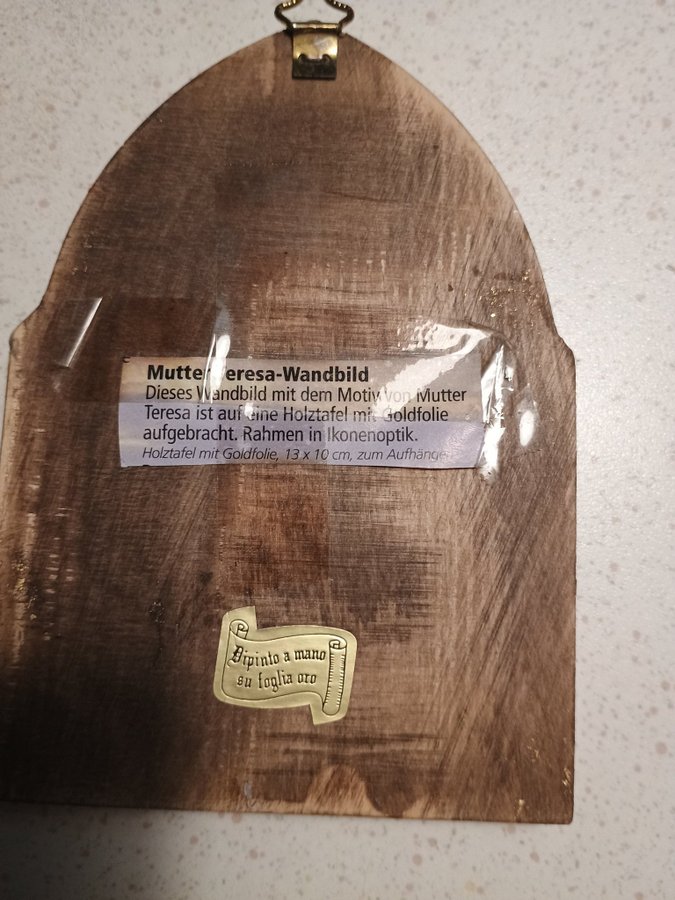 Mutter Teresa-Wandbild
Dieses Wandbild mit dem Motiv von Mutter
Teresa ist auf eine Holztafel mit Goldfolie
aufgebracht. Rahmen in Ikonenoptik.
Holztafel mit Goldfolie, 13 x 10 cm, zum Aufhängen
Dipinto a mano
su foglia oro